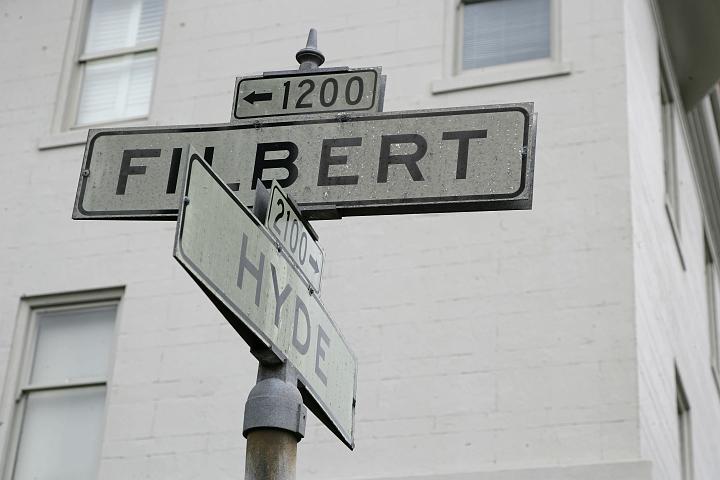 ← 1200
FILBERT
2100 →
HYDE